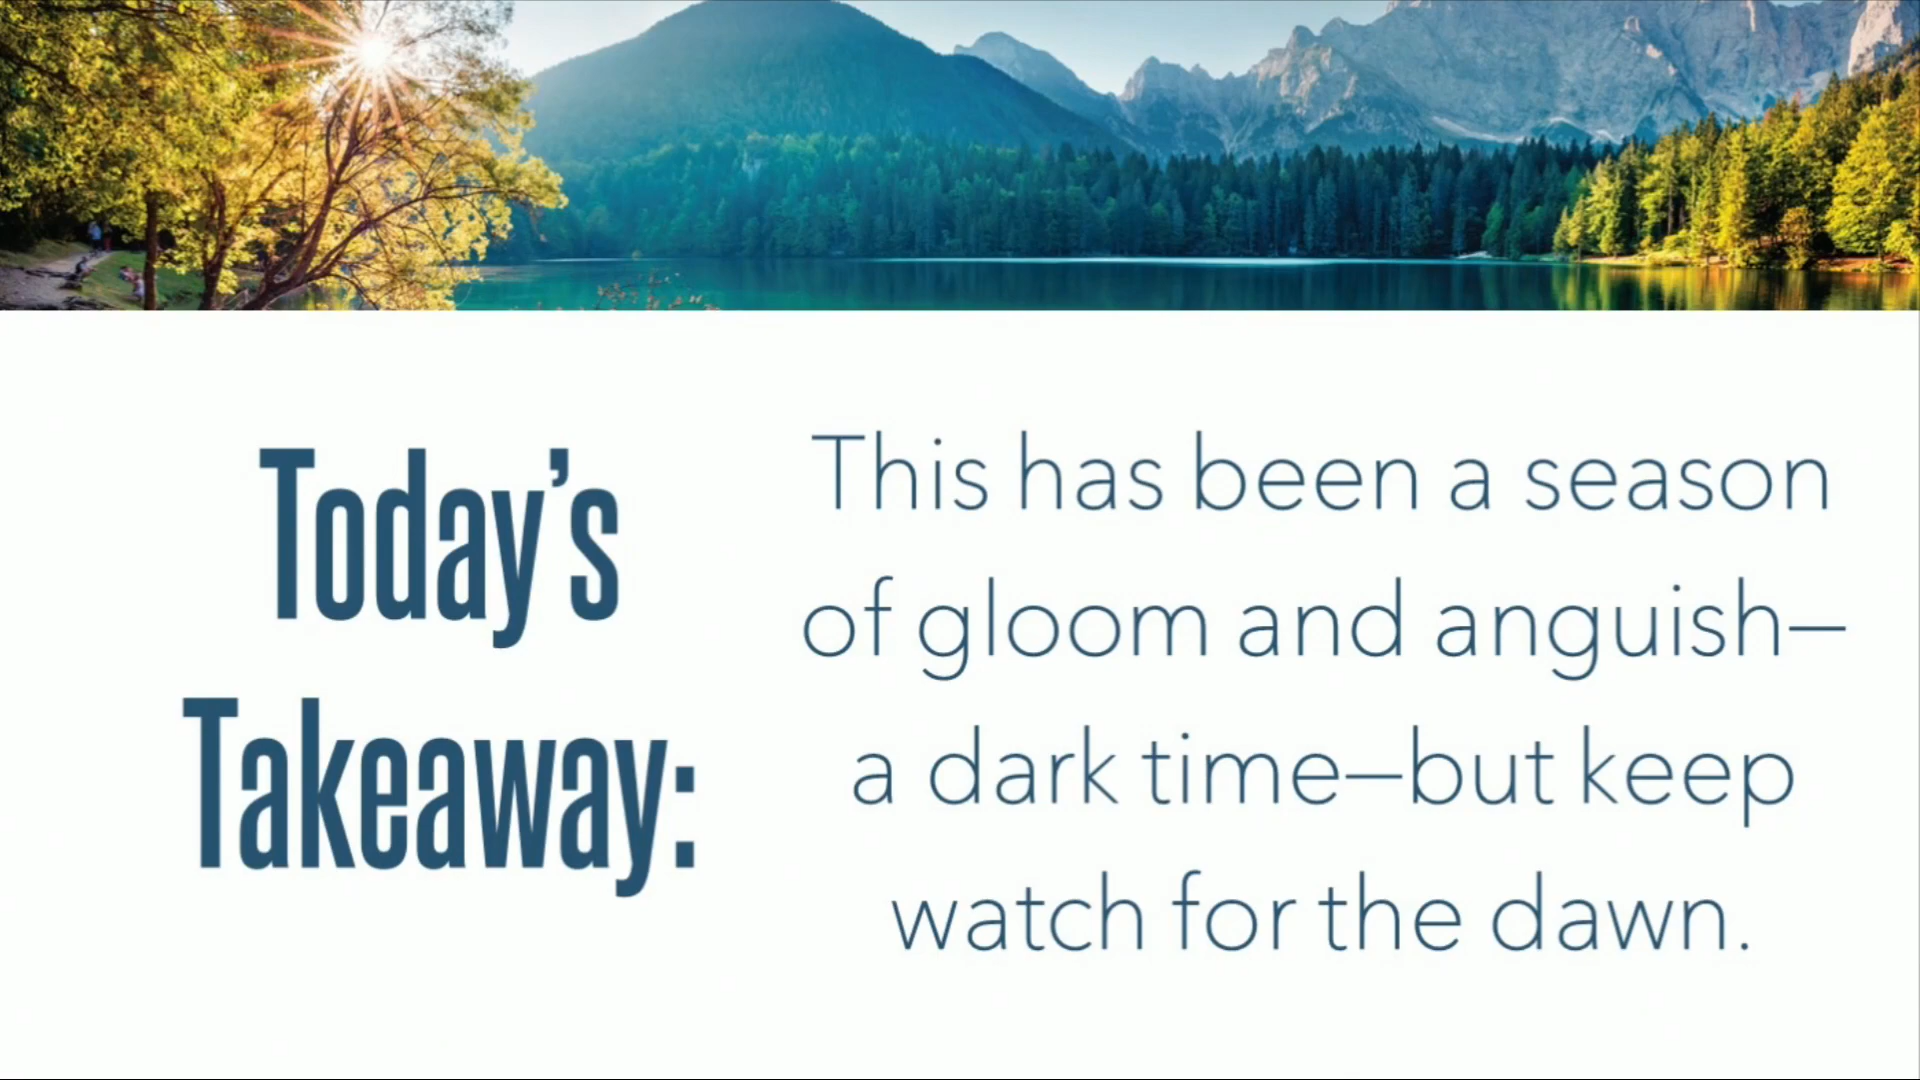 Today’s
Takeaway:
This has been a season
of gloom and anguish—
a dark time—but keep
watch for the dawn.